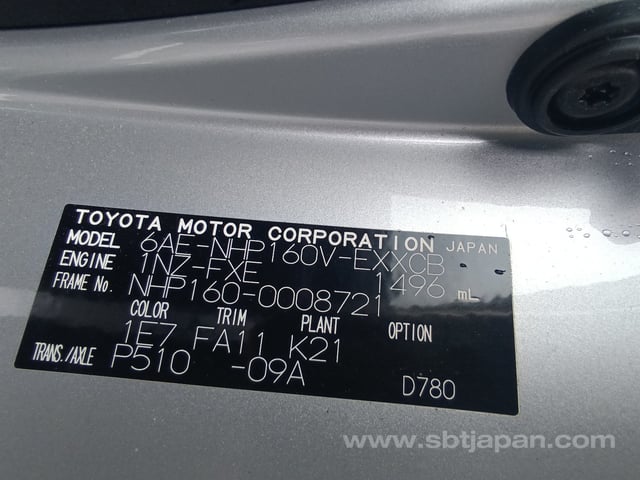 TOYOTA MOTOR CORPORATION JAPAN
MODEL 6AE-NHP160V-EXXCB
ENGINE 1NZ-FXE 1496 mL
FRAME No. NHP160-0008721
COLOR TRIM PLANT OPTION
1E7 FA11 K21
TRANS./AXLE P510 -09A
D780
www.sbtjapan.com